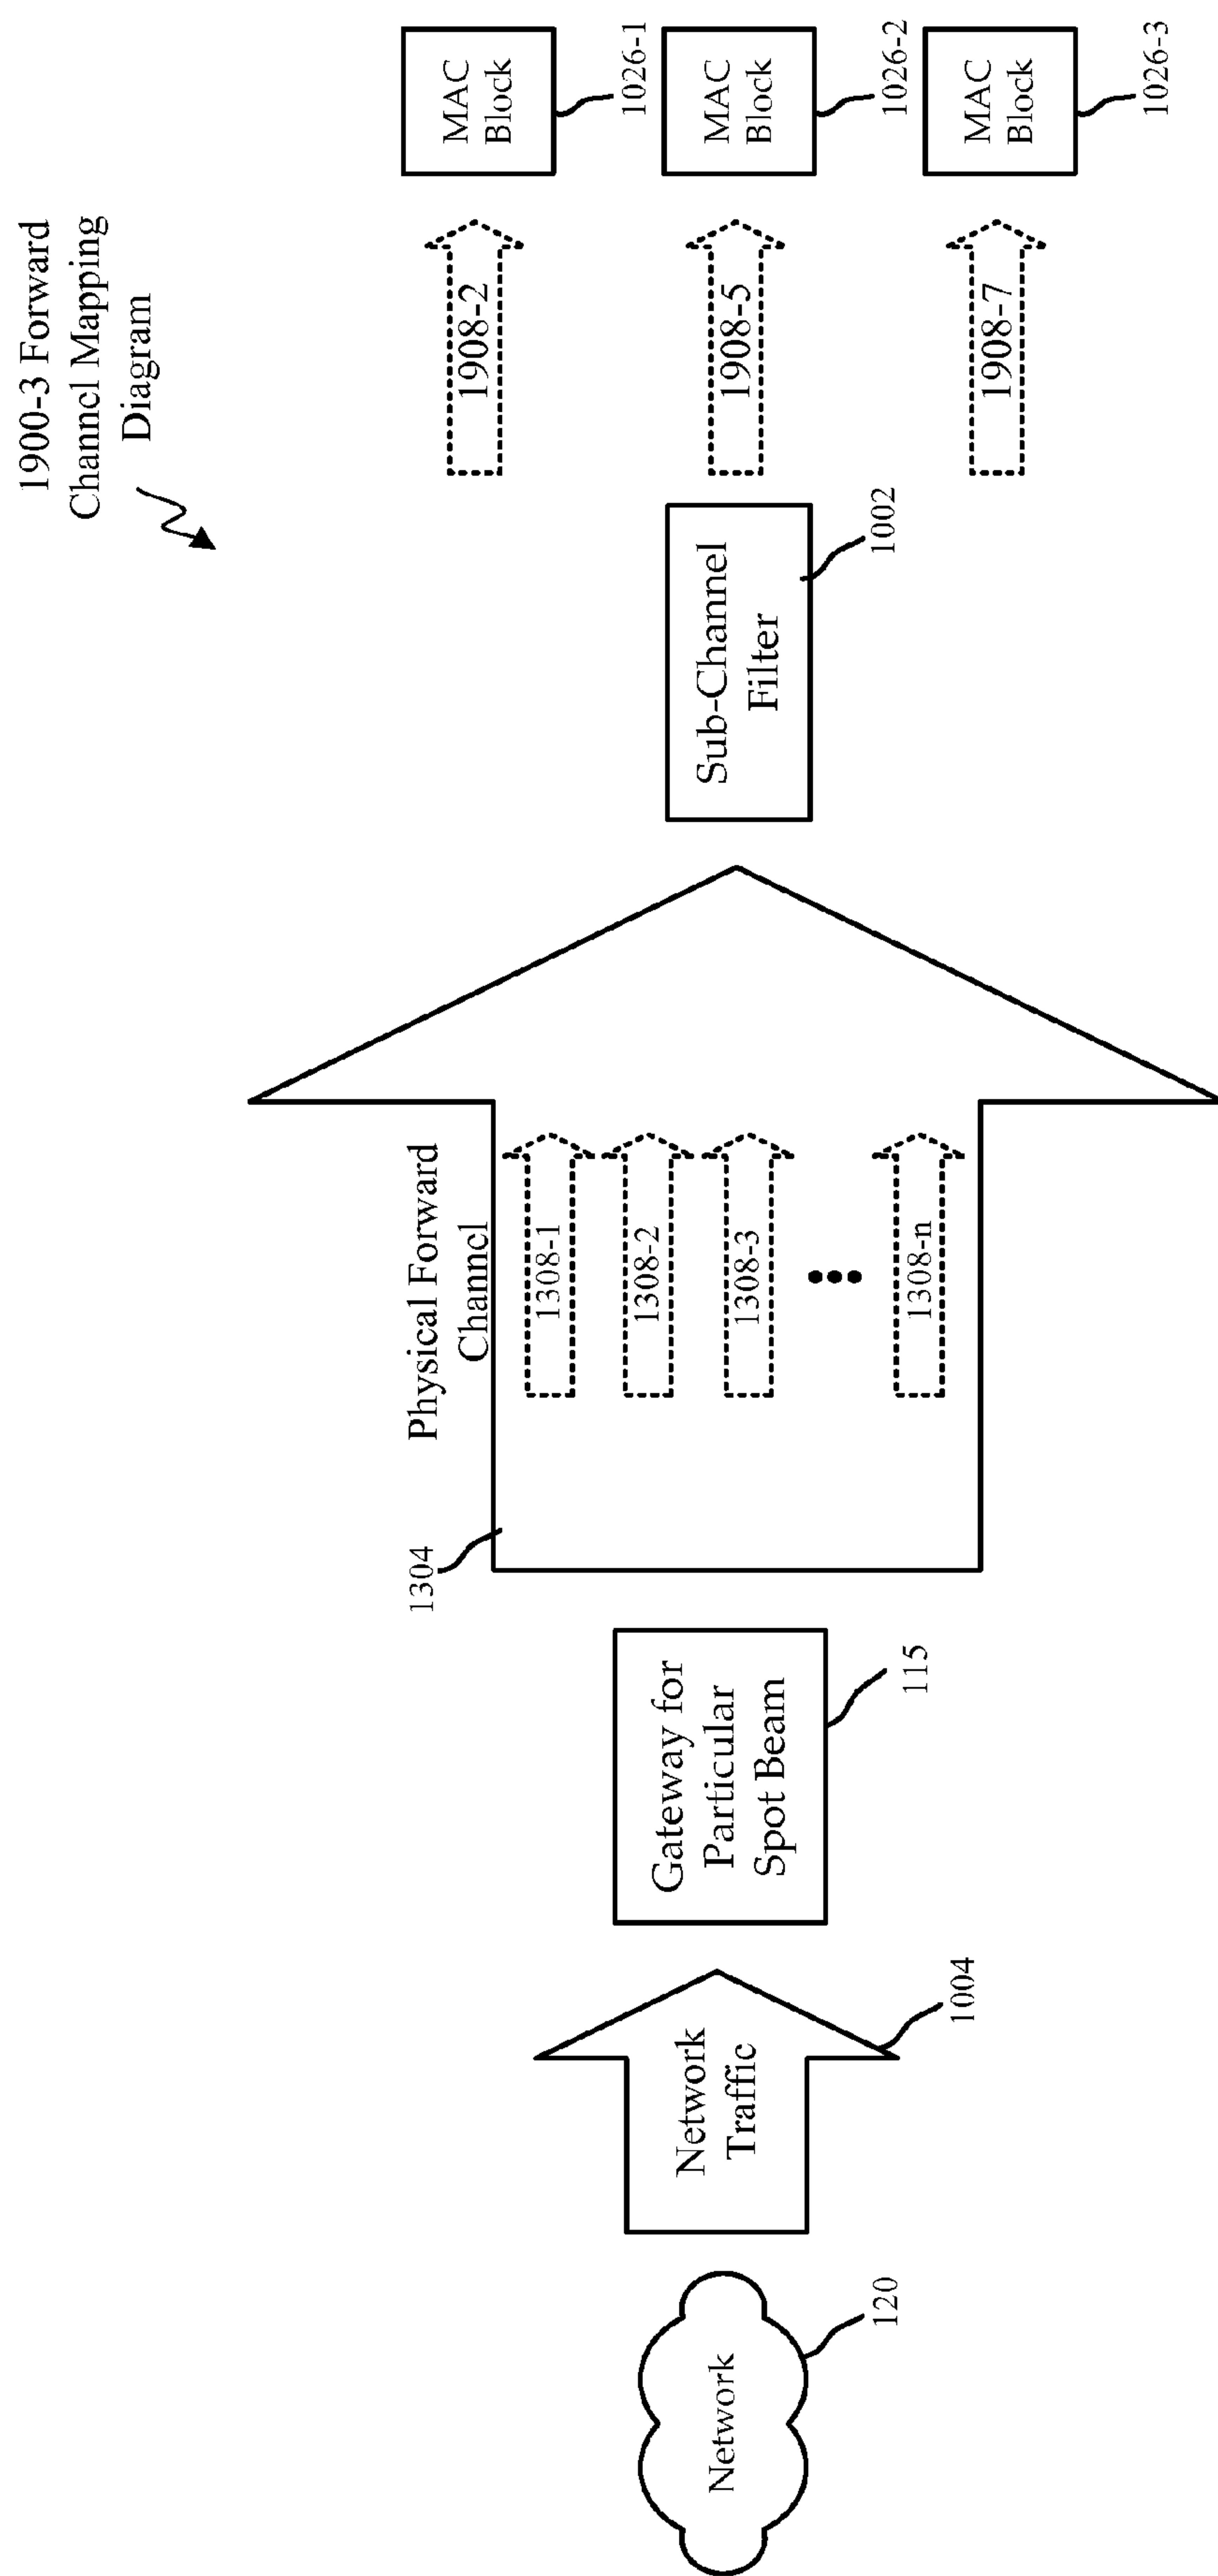 1900-3 Forward
Channcl Mapping
Diagram
Network
120
Network
Traffic
1004
Gateway for
Particular
Spot Beam
115
1304
Physical Forward
Channcl
1308-1
1308-2
1308-3
1308-n
Sub-Channel
Filter
1002
1908-2
1908-5
1908-7
MAC
Block
1026-1
MAC
Block
1026-2
MAC
Block
1026-3